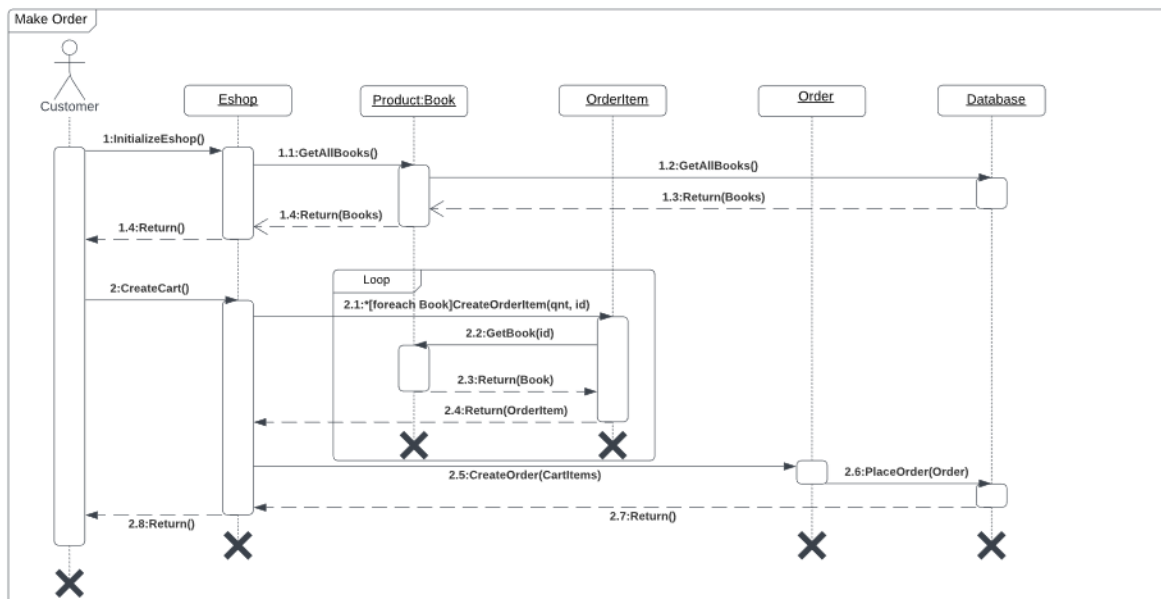 Make Order
Customer
Eshop
Product:Book
OrderItem
Order
Database
1:InitializeEshop()
1.1:GetAllBooks()
1.2:GetAllBooks()
1.3:Return(Books)
1.4:Return(Books)
1.4:Return()
Loop
2:CreateCart()
2.1:*[foreach Book]CreateOrderItem(qnt, id)
2.2:GetBook(id)
2.3:Return(Book)
2.4:Return(OrderItem)
2.5:CreateOrder(CartItems)
2.6:PlaceOrder(Order)
2.7:Return()
2.8:Return()